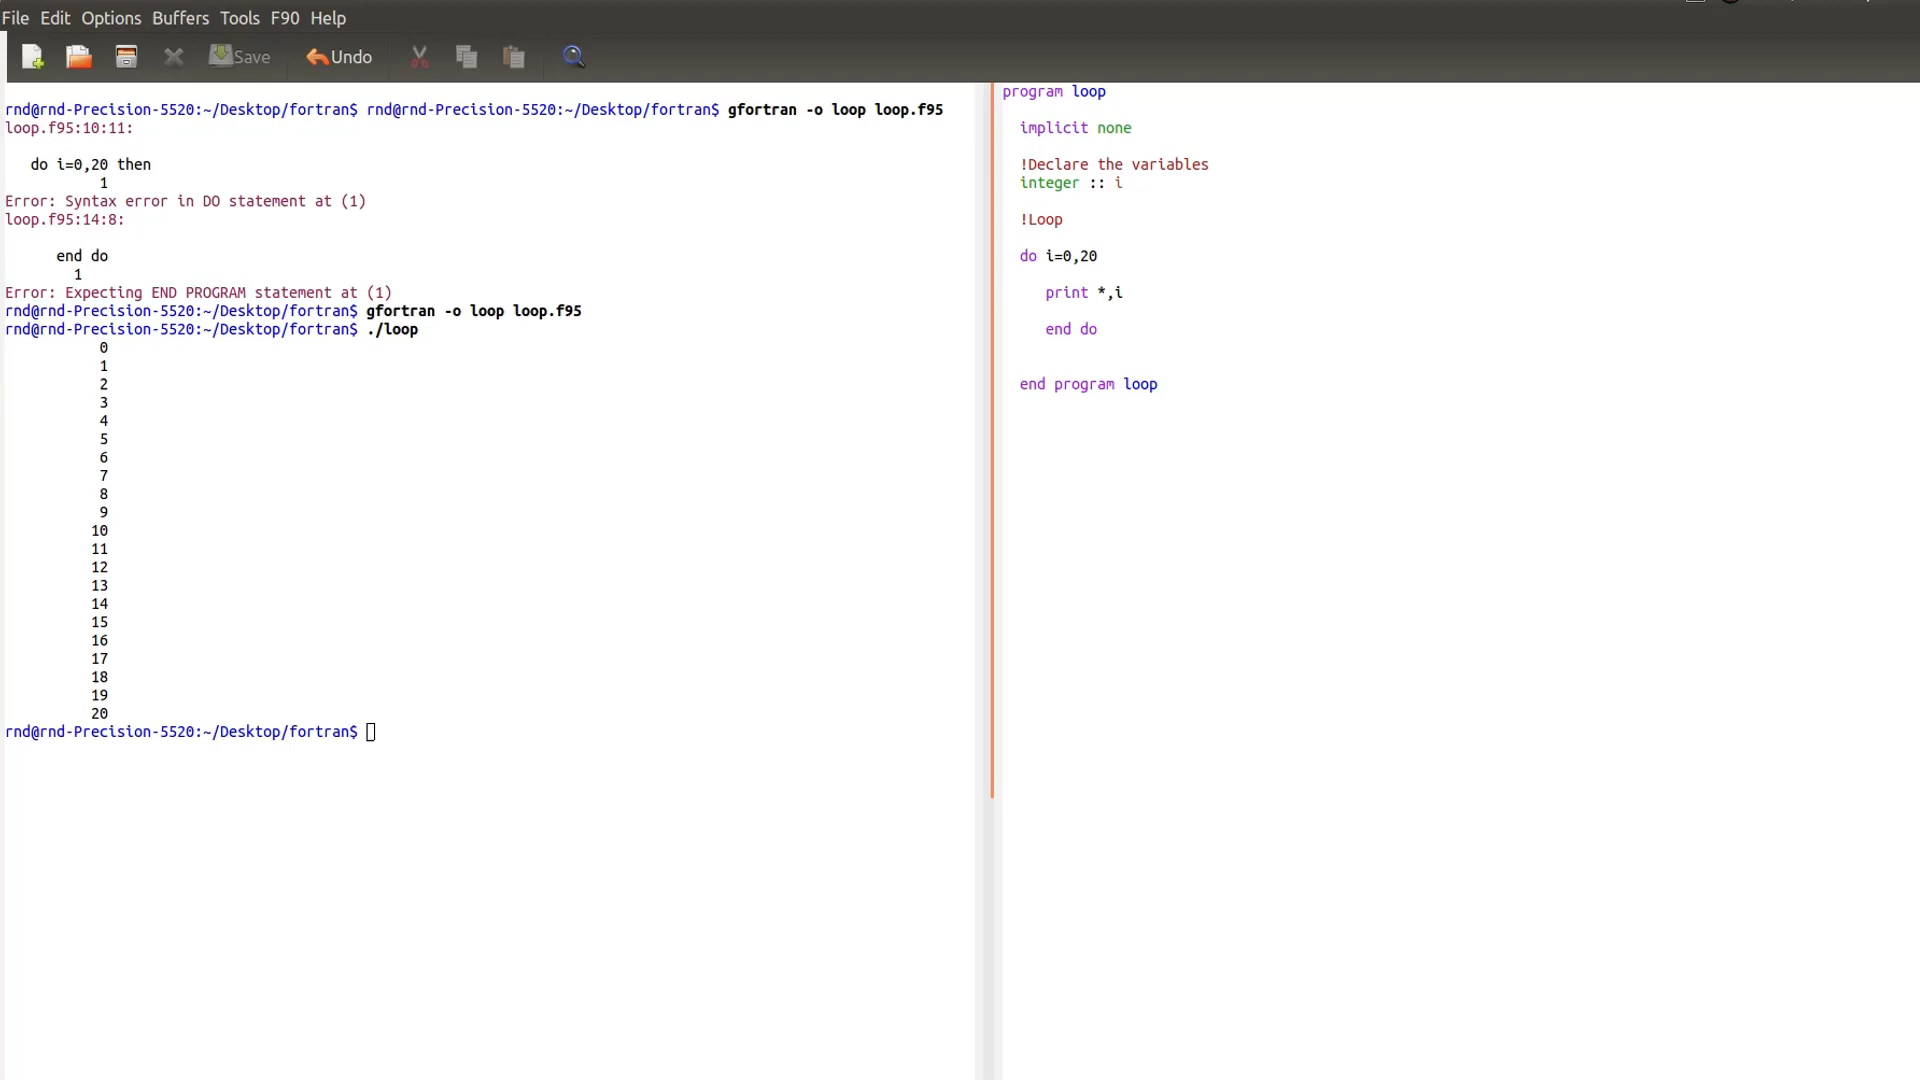 File Edit Options Buffers Tools F90 Help
Save Undo
rnd@rnd-Precision-5520:~/Desktop/fortran$ rnd@rnd-Precision-5520:~/Desktop/fortran$ gfortran -o loop loop.f95
loop.f95:10:11:
do i=0,20 then
1
Error: Syntax error in DO statement at (1)
loop.f95:14:8:
end do
1
Error: Expecting END PROGRAM statement at (1)
rnd@rnd-Precision-5520:~/Desktop/fortran$ gfortran -o loop loop.f95
rnd@rnd-Precision-5520:~/Desktop/fortran$ ./loop
0
1
2
3
4
5
6
7
8
9
10
11
12
13
14
15
16
17
18
19
20
rnd@rnd-Precision-5520:~/Desktop/fortran$
program loop
implicit none
!Declare the variables
integer :: i
!Loop
do i=0,20
print *,i
end do
end program loop